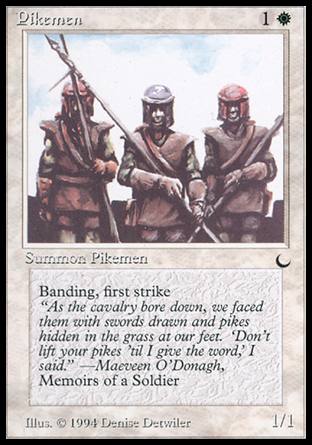 Pikemen 1
Summon Pikemen
Banding, first strike
“As the cavalry bore down, we faced
them with swords drawn and pikes
hidden in the grass at our feet. ‘Don't
lift your pikes 'til I give the word,’ I
said.” —Maeveen O'Donagh,
Memoirs of a Soldier
Illus. © 1994 Denise Detwiler 1/1